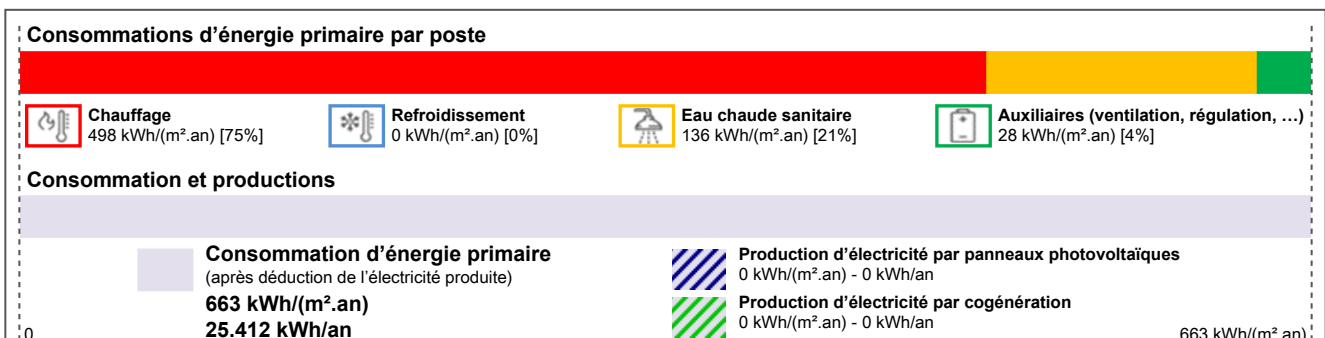 Consommations d’énergie primaire par poste
Chauffage
498 kWh/(m².an) [75%]
Refroidissement
0 kWh/(m².an) [0%]
Eau chaude sanitaire
136 kWh/(m².an) [21%]
Auxiliaires (ventilation, régulation, …)
28 kWh/(m².an) [4%]
Consommation et productions
Consommation d’énergie primaire
(après déduction de l’électricité produite)
663 kWh/(m².an)
25.412 kWh/an
Production d’électricité par panneaux photovoltaïques
0 kWh/(m².an) - 0 kWh/an
Production d’électricité par cogénération
0 kWh/(m².an) - 0 kWh/an
0
663 kWh/(m².an)